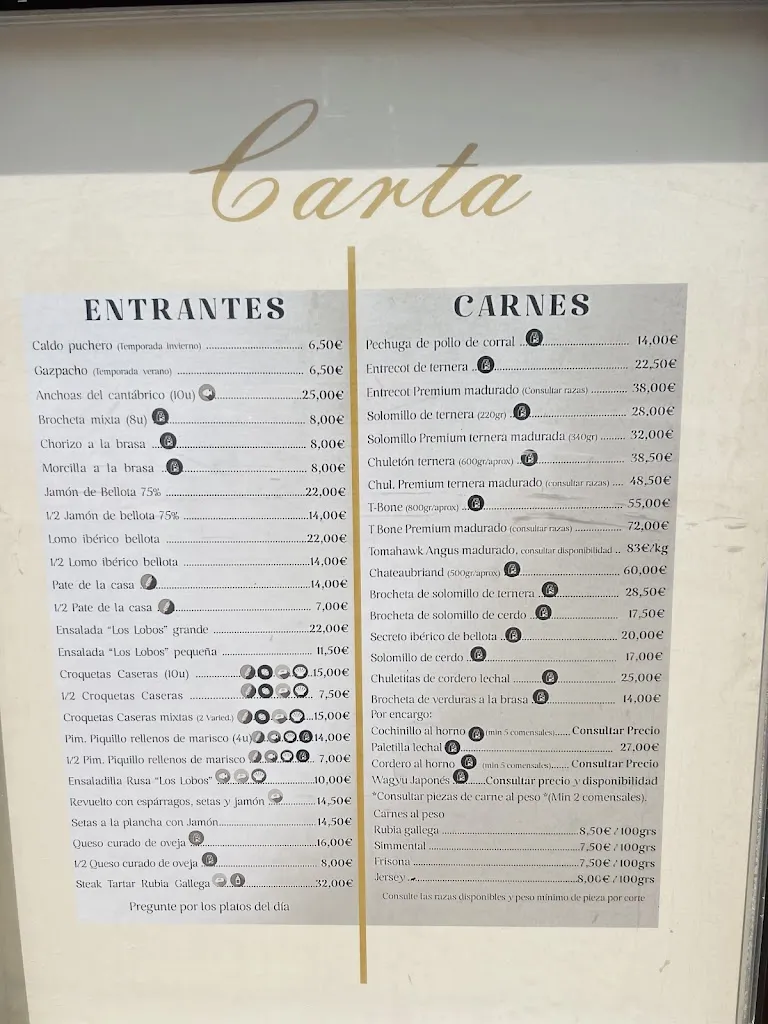 Carta
ENTRANTES
Caldo puchero (Temporada invierno) 6,50€
Gazpacho (Temporada verano) 6,50€
Anchoas del cantábrico (10u) 25,00€
Brocheta mixta (8u) 8,00€
Chorizo a la brasa 8,00€
Morcilla a la brasa 8,00€
Jamón de Bellota 75% 22,00€
1/2 Jamón de bellota 75% 14,00€
Lomo ibérico bellota 22,00€
1/2 Lomo ibérico bellota 14,00€
Pate de la casa 14,00€
1/2 Pate de la casa 7,00€
Ensalada “Los Lobos” grande 22,00€
Ensalada “Los Lobos” pequeña 11,50€
Croquetas Caseras (10u) 15,00€
1/2 Croquetas Caseras 7,50€
Croquetas Caseras mixtas (2 Varied.) 15,00€
Pim. Piquillo rellenos de marisco (4u) 14,00€
1/2 Pim. Piquillo rellenos de marisco 7,00€
Ensaladilla Rusa “Los Lobos” 10,00€
Revuelto con espárragos, setas y jamón 14,50€
Setas a la plancha con Jamón 14,50€
Queso curado de oveja 16,00€
1/2 Queso curado de oveja 8,00€
Steak Tartar Rubia Gallega 32,00€
Pregunte por los platos del día
CARNES
Pechuga de pollo de corral 14,00€
Entrecot de ternera 22,50€
Entrecot Premium madurado (Consultar razas) 38,00€
Solomillo de ternera (220gr) 28,00€
Solomillo Premium ternera madurada (340gr) 32,00€
Chuletón ternera (600gr/aprox) 38,50€
Chul. Premium ternera madurado (consultar razas) 48,50€
T-Bone (800gr/aprox) 55,00€
T Bone Premium madurado (consultar razas) 72,00€
Tomahawk Angus madurado, consultar disponibilidad .. 83€/kg
Chateaubriand (500gr/aprox) 60,00€
Brocheta de solomillo de ternera 28,50€
Brocheta de solomillo de cerdo 17,50€
Secreto ibérico de bellota 20,00€
Solomillo de cerdo 17,00€
Chuletitas de cordero lechal 25,00€
Brocheta de verduras a la brasa 14,00€
Por encargo:
Cochinillo al horno (min 5 comensales) Consultar Precio
Paletilla lechal 27,00€
Cordero al horno (min 5 comensales) Consultar Precio
Wagyu Japonés Consultar precio y disponibilidad
*Consultar piezas de carne al peso *(Min 2 comensales).
Carnes al peso
Rubia gallega 8,50€ / 100grs
Simmental 7,50€ / 100grs
Frisona 7,50€ / 100grs
Jersey 8,00€ / 100grs
Consulte las razas disponibles y peso mínimo de pieza por corte